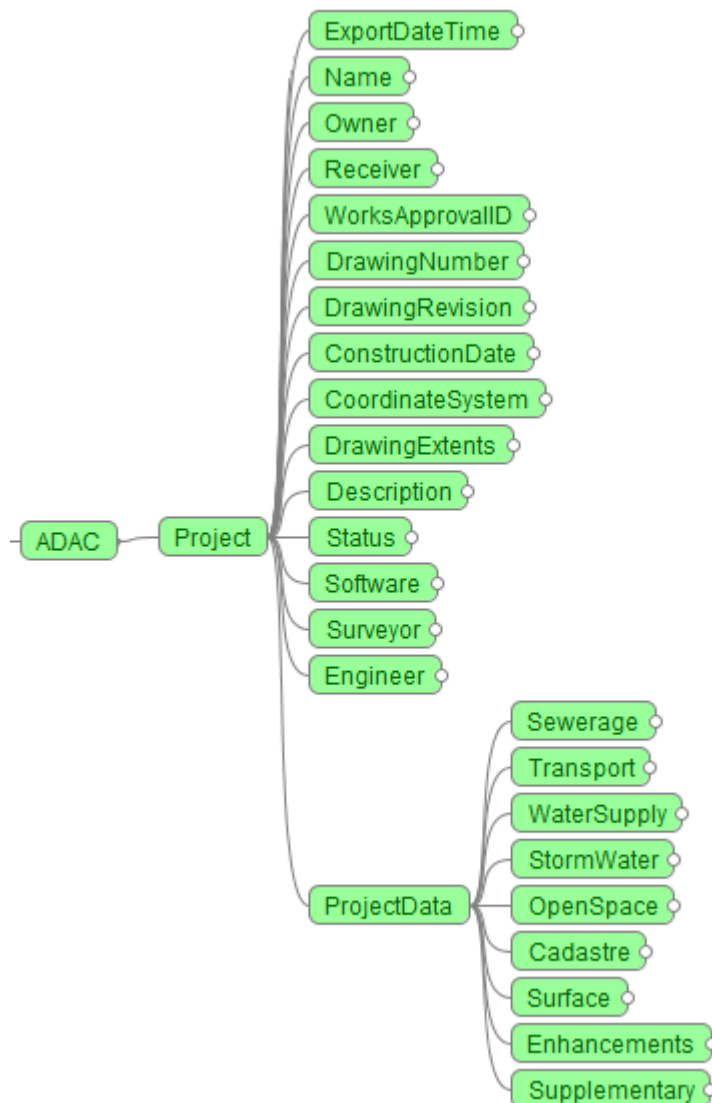 ExportDateTime
Name
Owner
Receiver
WorksApprovalID
DrawingNumber
DrawingRevision
ConstructionDate
CoordinateSystem
DrawingExtents
Description
ADAC
Project
Status
Software
Surveyor
Engineer
ProjectData
Sewerage
Transport
WaterSupply
StormWater
OpenSpace
Cadastre
Surface
Enhancements
Supplementary